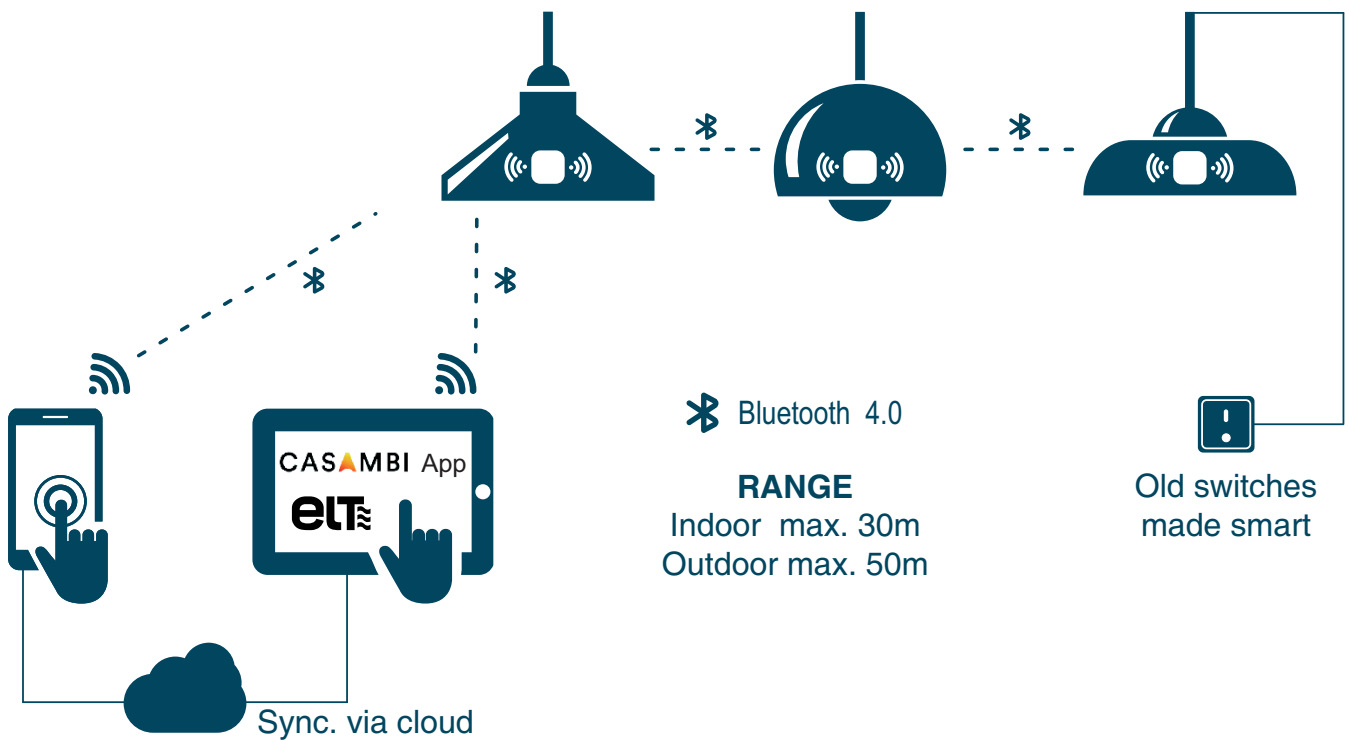 CASAMBI App
eLT
Bluetooth 4.0
RANGE
Indoor max. 30m
Outdoor max. 50m
Old switches
made smart
Sync. via cloud